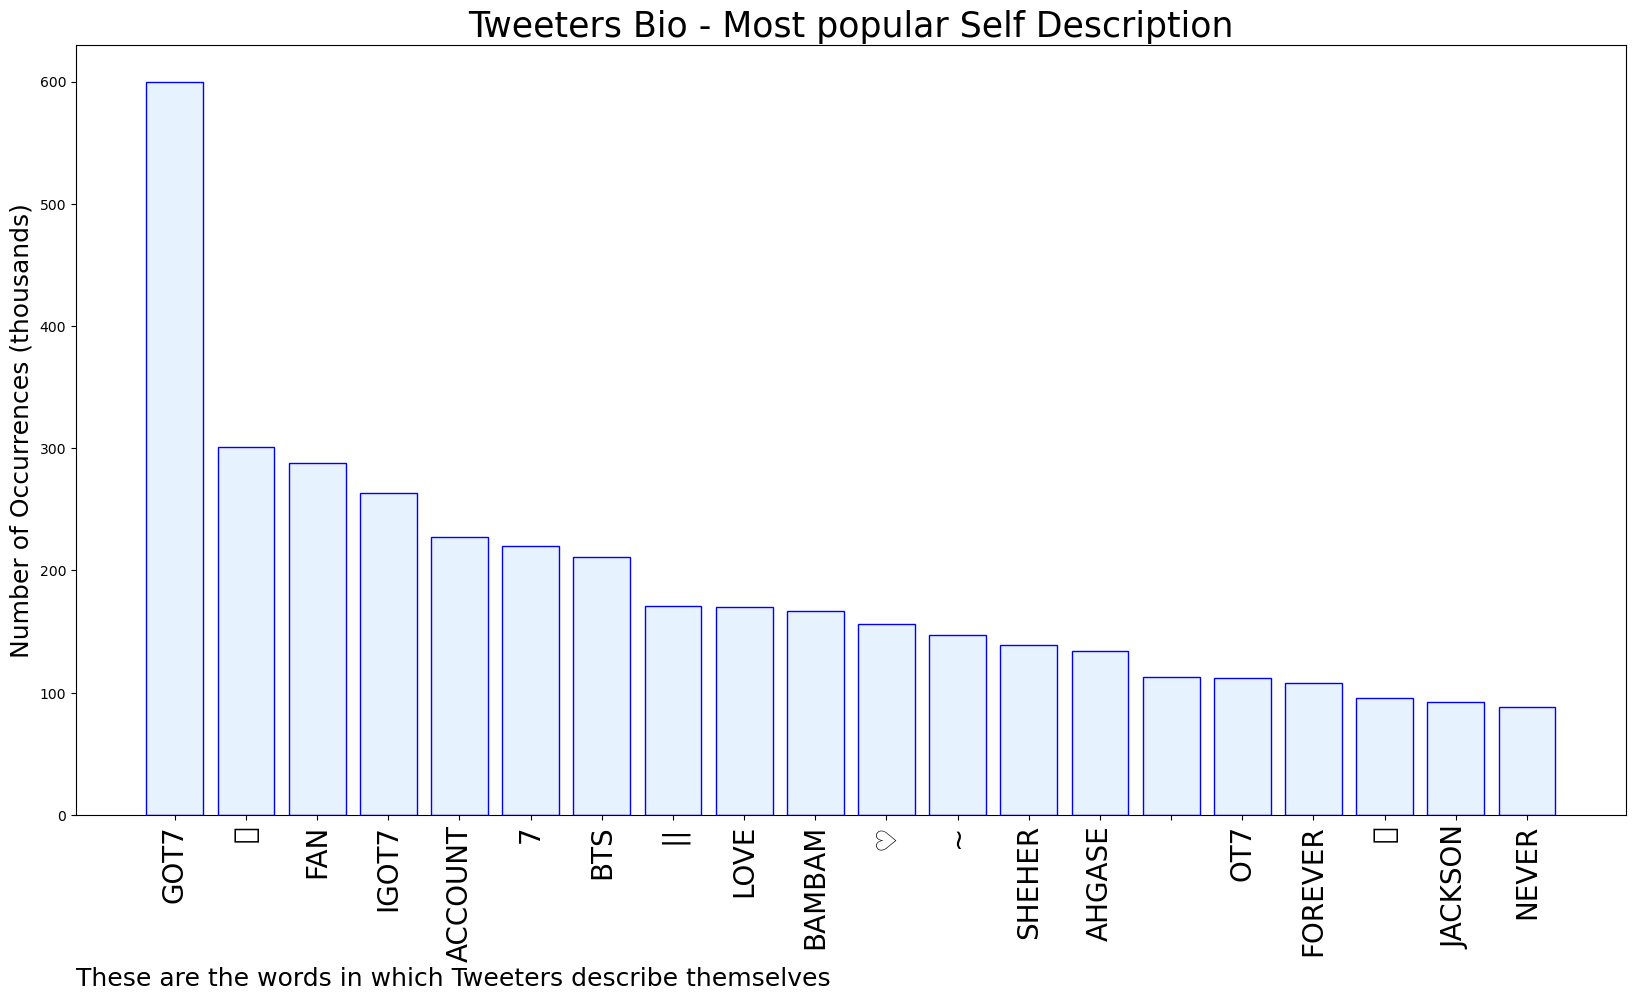 Tweeters Bio - Most popular Self Description
Number of Occurrences (thousands)
600
500
400
300
200
100
0
GOT7
▯
FAN
IGOT7
ACCOUNT
7
BTS
||
LOVE
BAMBAM
♡
~
SHEHER
AHGASE
OT7
FOREVER
▯
JACKSON
NEVER
These are the words in which Tweeters describe themselves